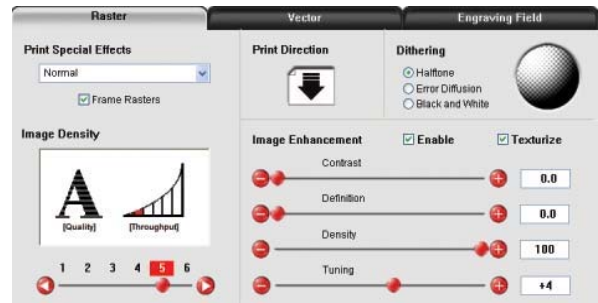 Raster
Vector
Engraving Field
Print Special Effects
Normal
Frame Rasters
Image Density
A
[Quality]
[Throughput]
1 2 3 4 5 6
Print Direction
Dithering
Halftone
Error Diffusion
Black and White
Image Enhancement
Enable
Texturize
Contrast
0.0
Definition
0.0
Density
100
Tuning
+4